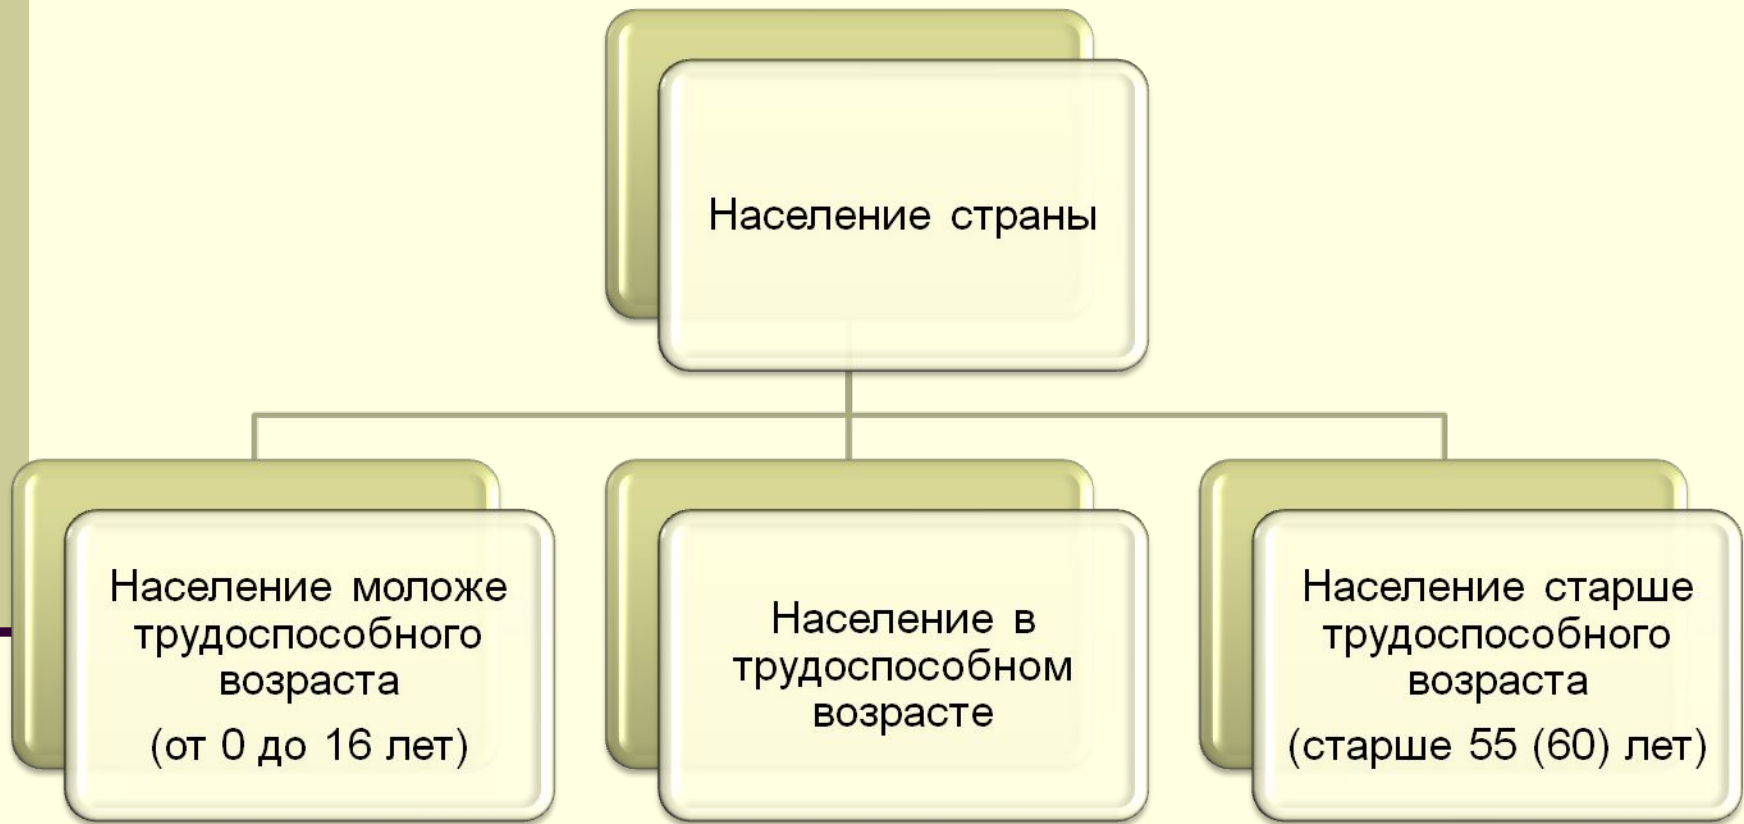 Население страны
Население моложе
трудоспособного
возраста
(от 0 до 16 лет)
Население в
трудоспособном
возрасте
Население старше
трудоспособного
возраста
(старше 55 (60) лет)